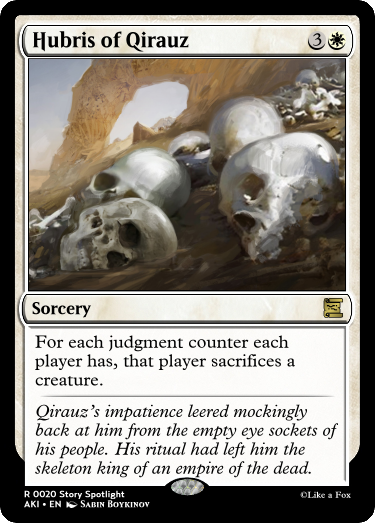 Hubris of Qirauz 3
Sorcery
For each judgment counter each
player has, that player sacrifices a
creature.
Qirauz's impatience leered mockingly
back at him from the empty eye sockets of
his people. His ritual had left him the
skeleton king of an empire of the dead.
R 0020 Story Spotlight
AKI • EN Sabin Boykinov
©Like a Fox